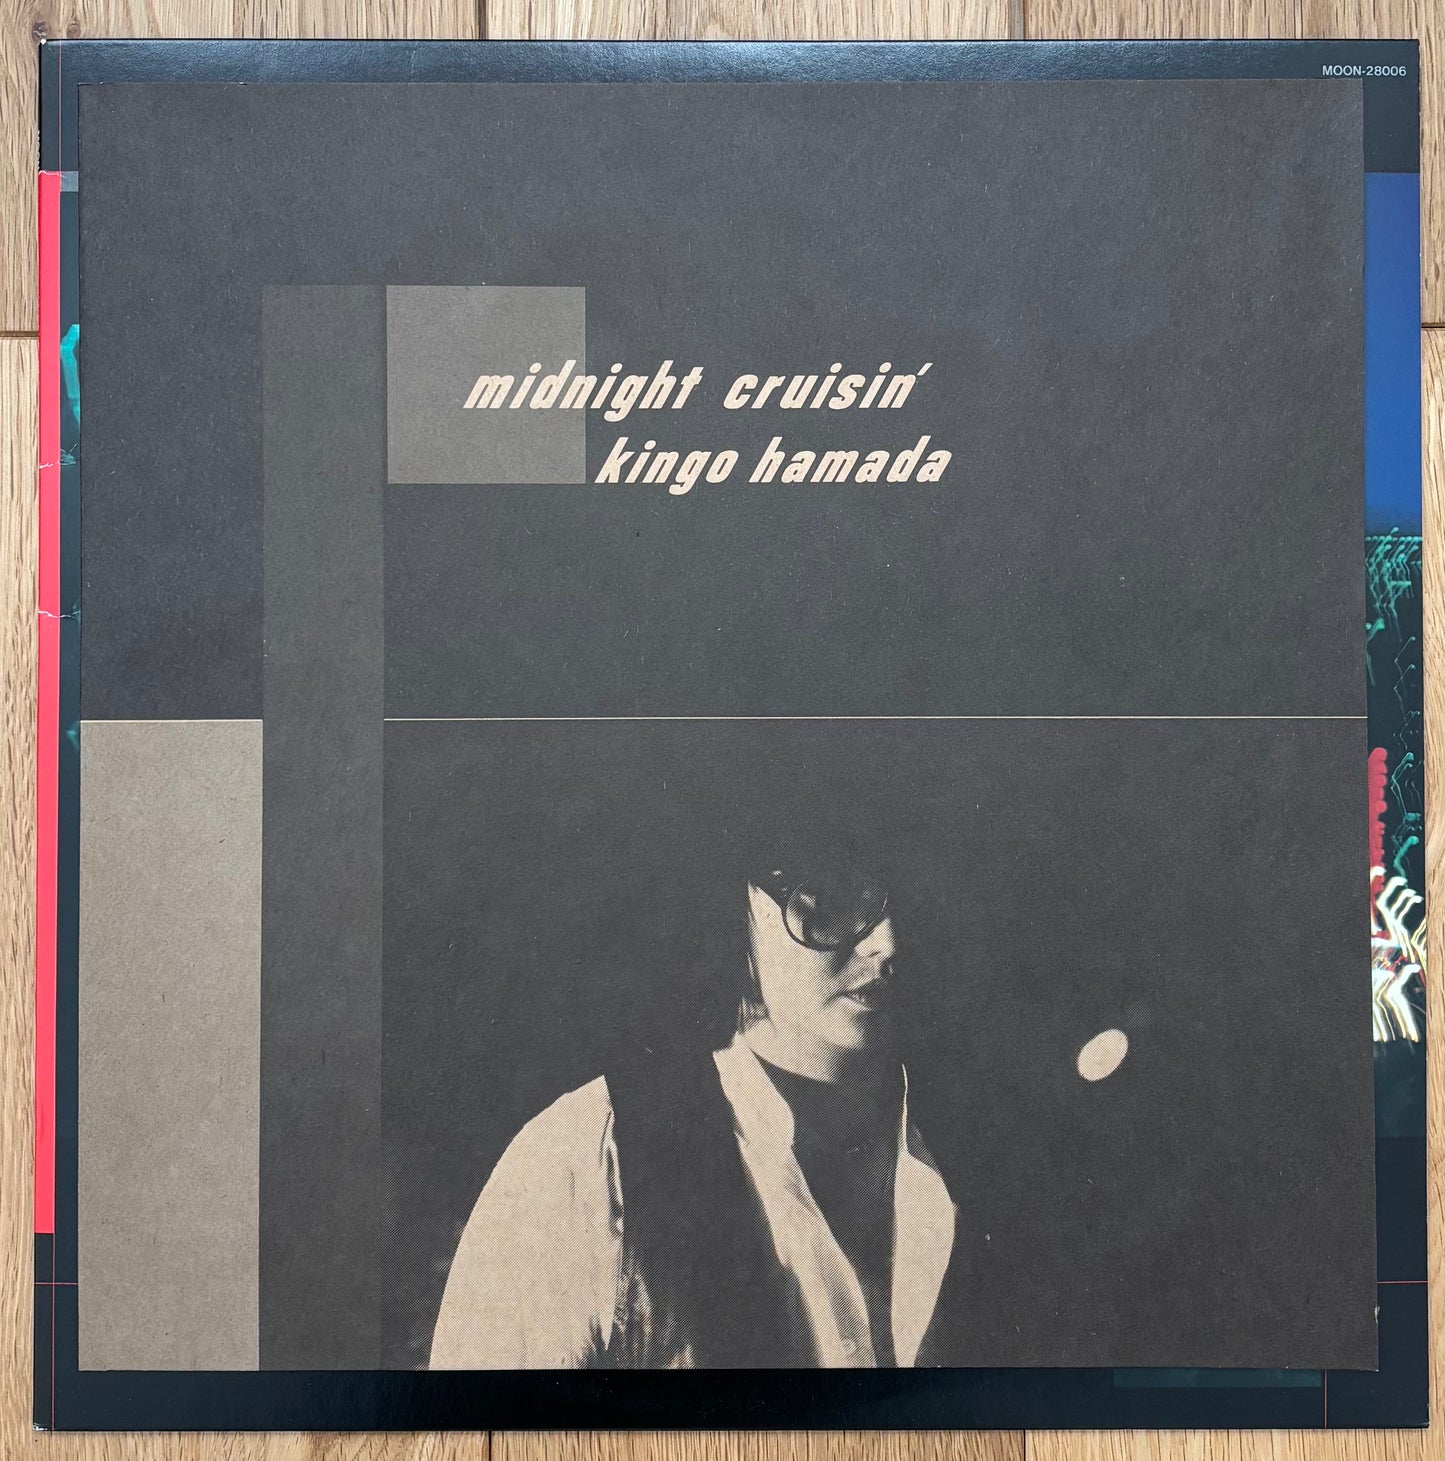 MOON-28006
midnight cruisin'
kingo hamada